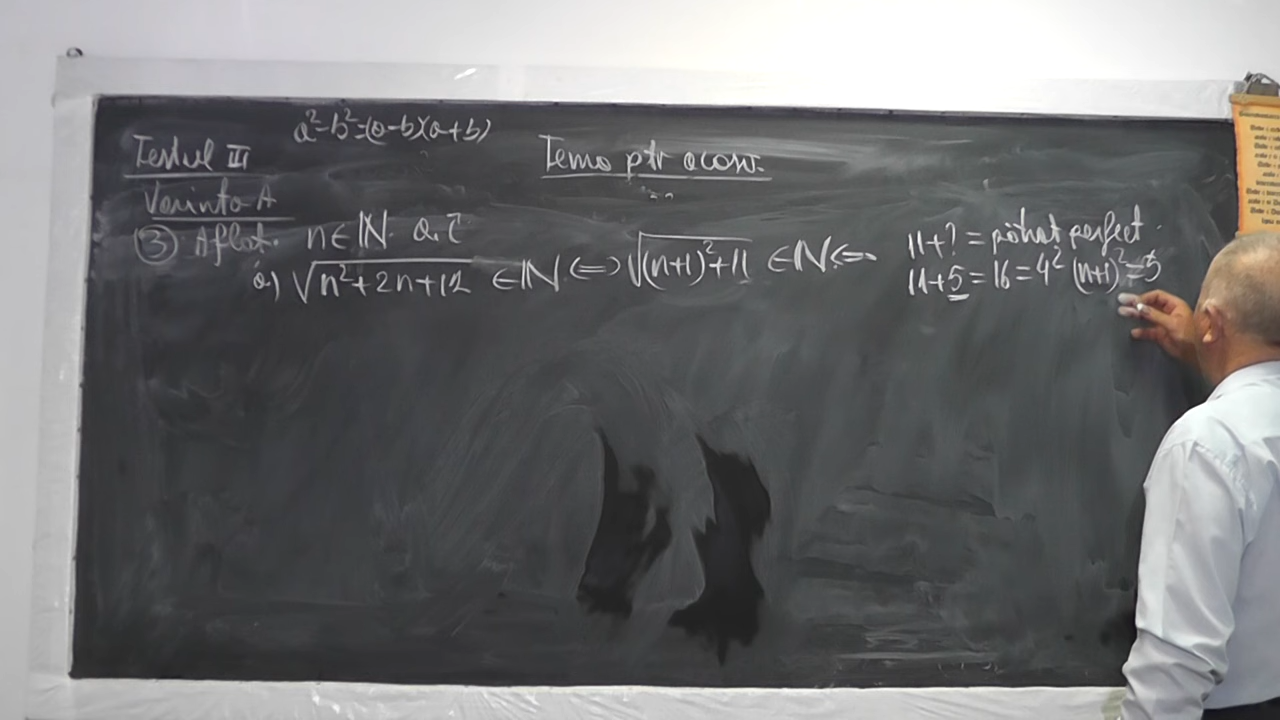 a²-b²=(a-b)(a+b)
Testul III
Tema ptr acasă.
Varianta A
③ Aflați n∈ℕ a.î
a) √(n²+2n+12) ∈ℕ ⇔ √((n+1)²+11) ∈ℕ ⇔
11+? = pătrat perfect.
11+5=16=4² (n+1)²=5